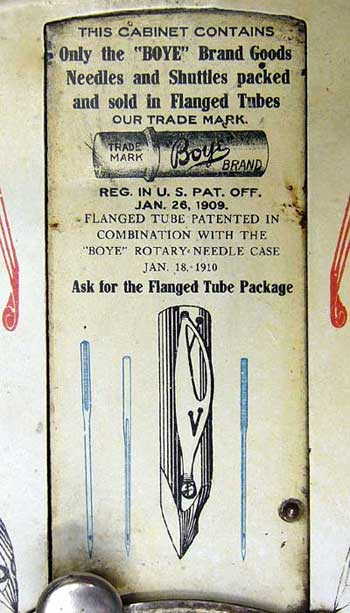 THIS CABINET CONTAINS
Only the "BOYE" Brand Goods
Needles and Shuttles packed
and sold in Flanged Tubes
OUR TRADE MARK.
TRADE MARK
Boye
BRAND
REG. IN U. S. PAT. OFF.
JAN. 26, 1909.
FLANGED TUBE PATENTED IN
COMBINATION WITH THE
"BOYE" ROTARY NEEDLE CASE
JAN. 18, 1910
Ask for the Flanged Tube Package
V